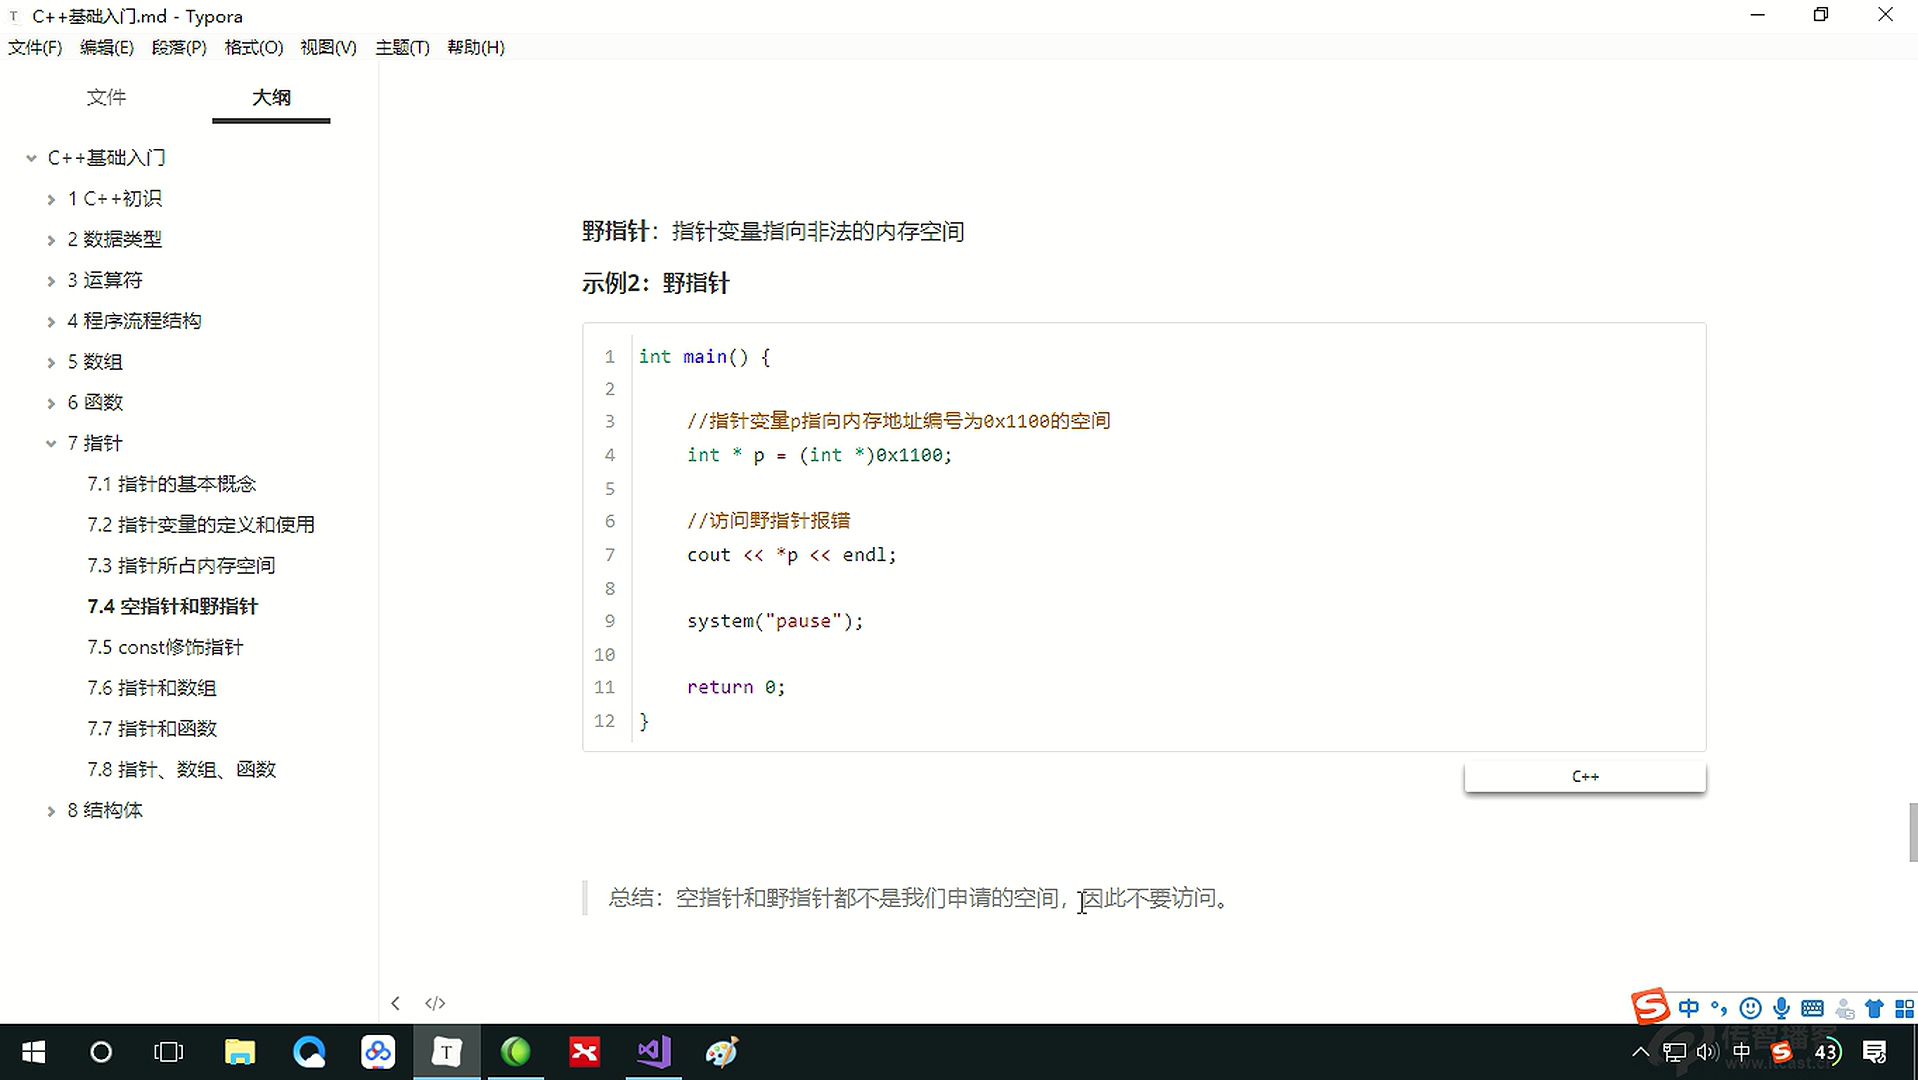 C++基础入门.md - Typora
文件(F) 编辑(E) 段落(P) 格式(O) 视图(V) 主题(T) 帮助(H)
文件 大纲
C++基础入门
1 C++初识
2 数据类型
3 运算符
4 程序流程结构
5 数组
6 函数
7 指针
7.1 指针的基本概念
7.2 指针变量的定义和使用
7.3 指针所占内存空间
7.4 空指针和野指针
7.5 const修饰指针
7.6 指针和数组
7.7 指针和函数
7.8 指针、数组、函数
8 结构体
野指针：指针变量指向非法的内存空间
示例2：野指针
1 int main() {
2
3 //指针变量p指向内存地址编号为0x1100的空间
4 int * p = (int *)0x1100;
5
6 //访问野指针报错
7 cout << *p << endl;
8
9 system("pause");
10
11 return 0;
12 }
C++
总结：空指针和野指针都不是我们申请的空间，因此不要访问。
中
中 43
传智播客